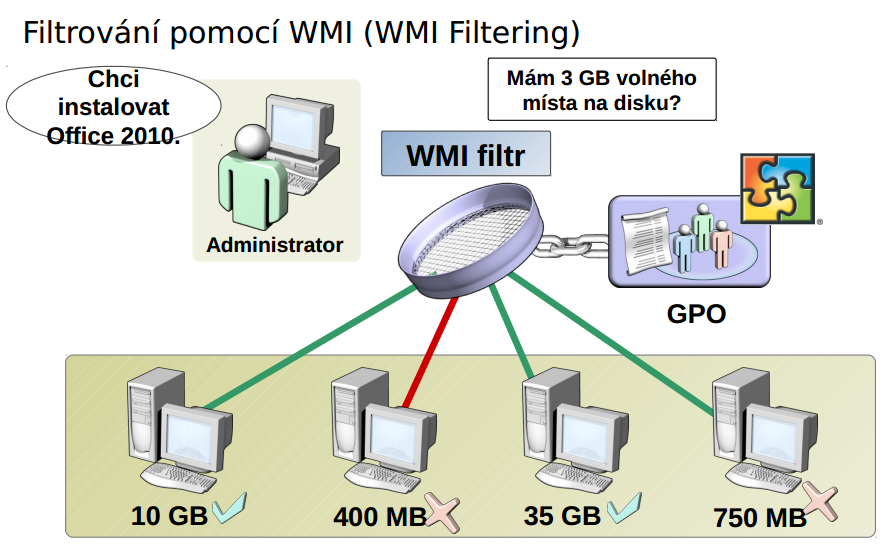 Filtrování pomocí WMI (WMI Filtering)
Chci
instalovat
Office 2010.
Mám 3 GB volného
místa na disku?
WMI filtr
Administrator
®
GPO
10 GB
400 MB
35 GB
750 MB